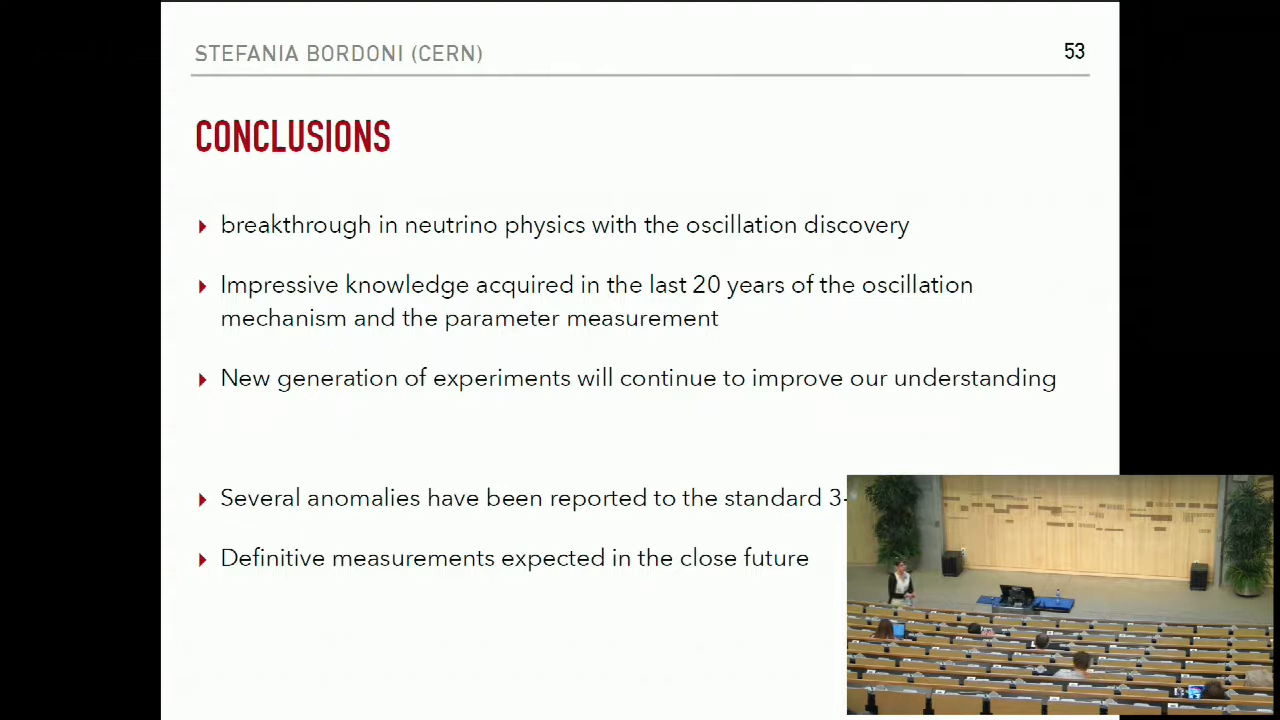 STEFANIA BORDONI (CERN)
53
CONCLUSIONS
breakthrough in neutrino physics with the oscillation discovery
Impressive knowledge acquired in the last 20 years of the oscillation
mechanism and the parameter measurement
New generation of experiments will continue to improve our understanding
Several anomalies have been reported to the standard 3-
Definitive measurements expected in the close future